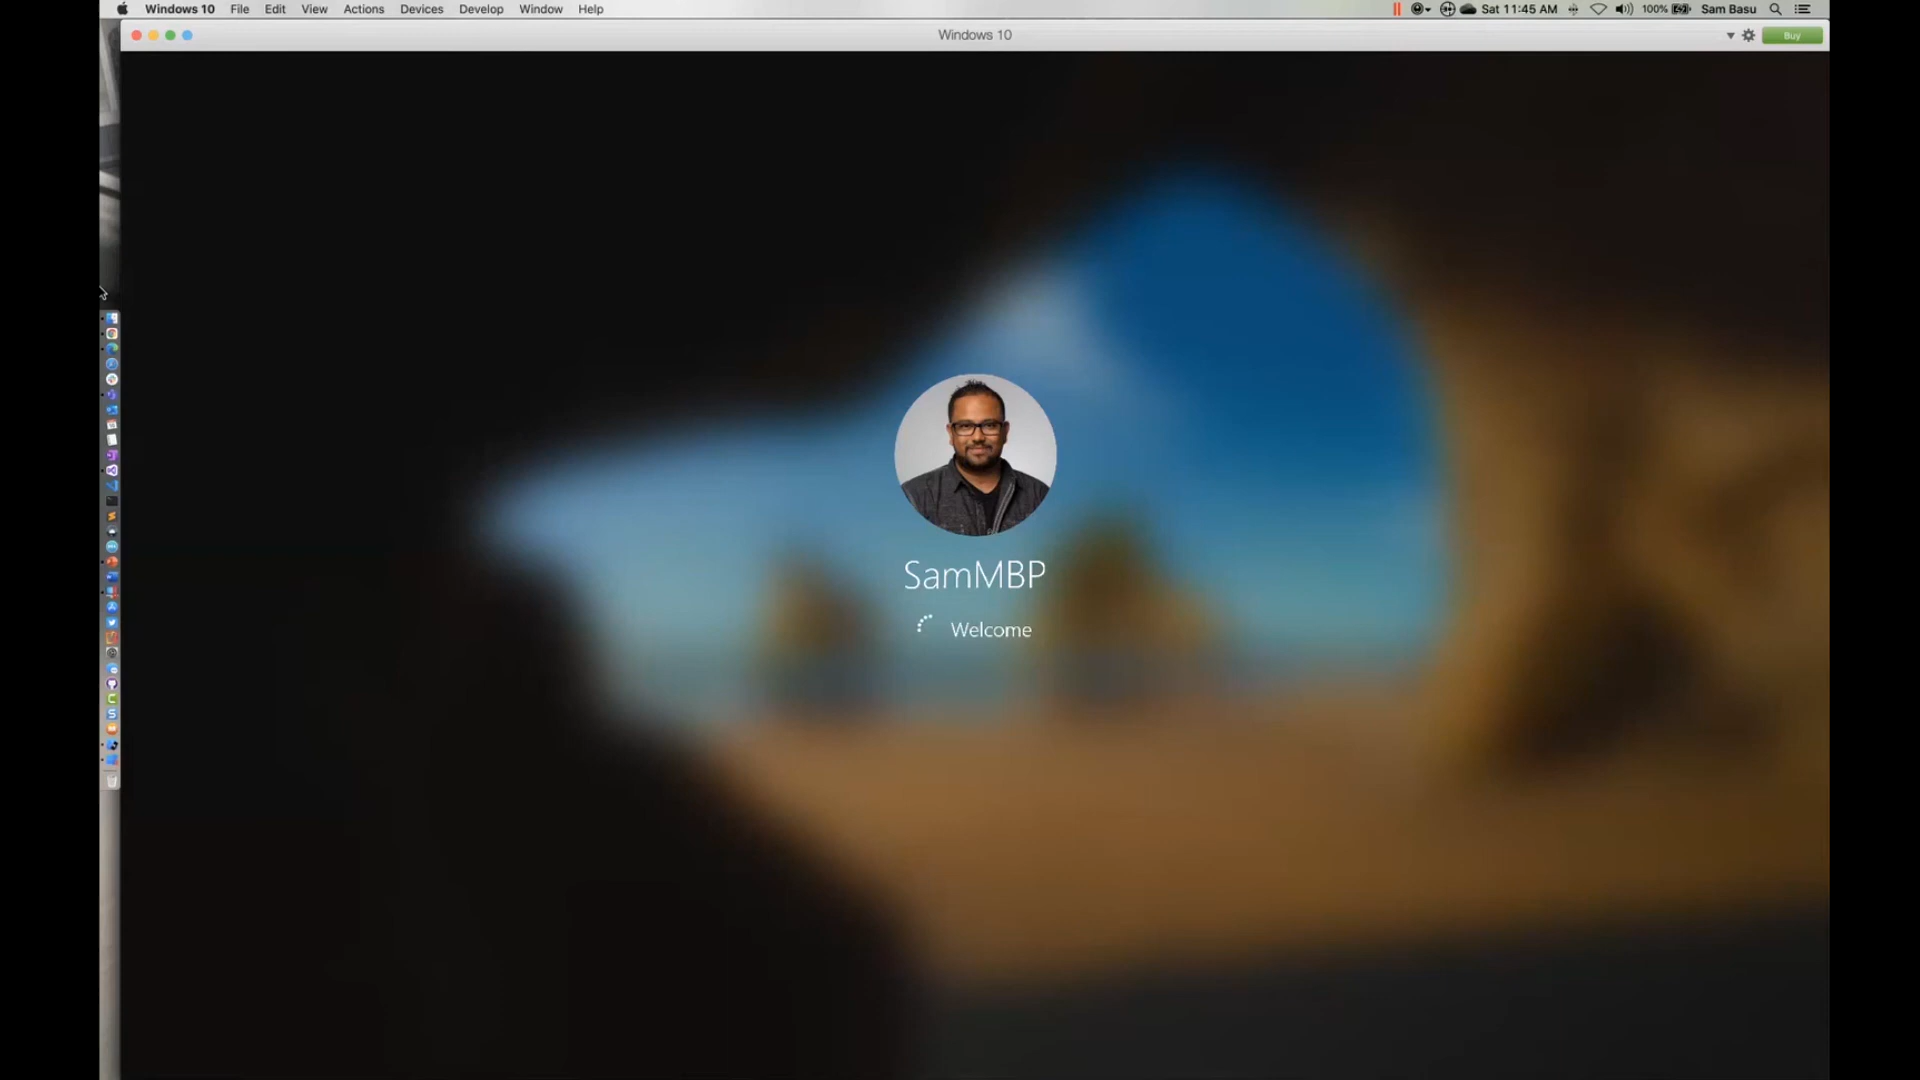 Windows 10 File Edit View Actions Devices Develop Window Help Sat 11:45 AM 100% Sam Basu
Windows 10 Buy
SamMBP
Welcome